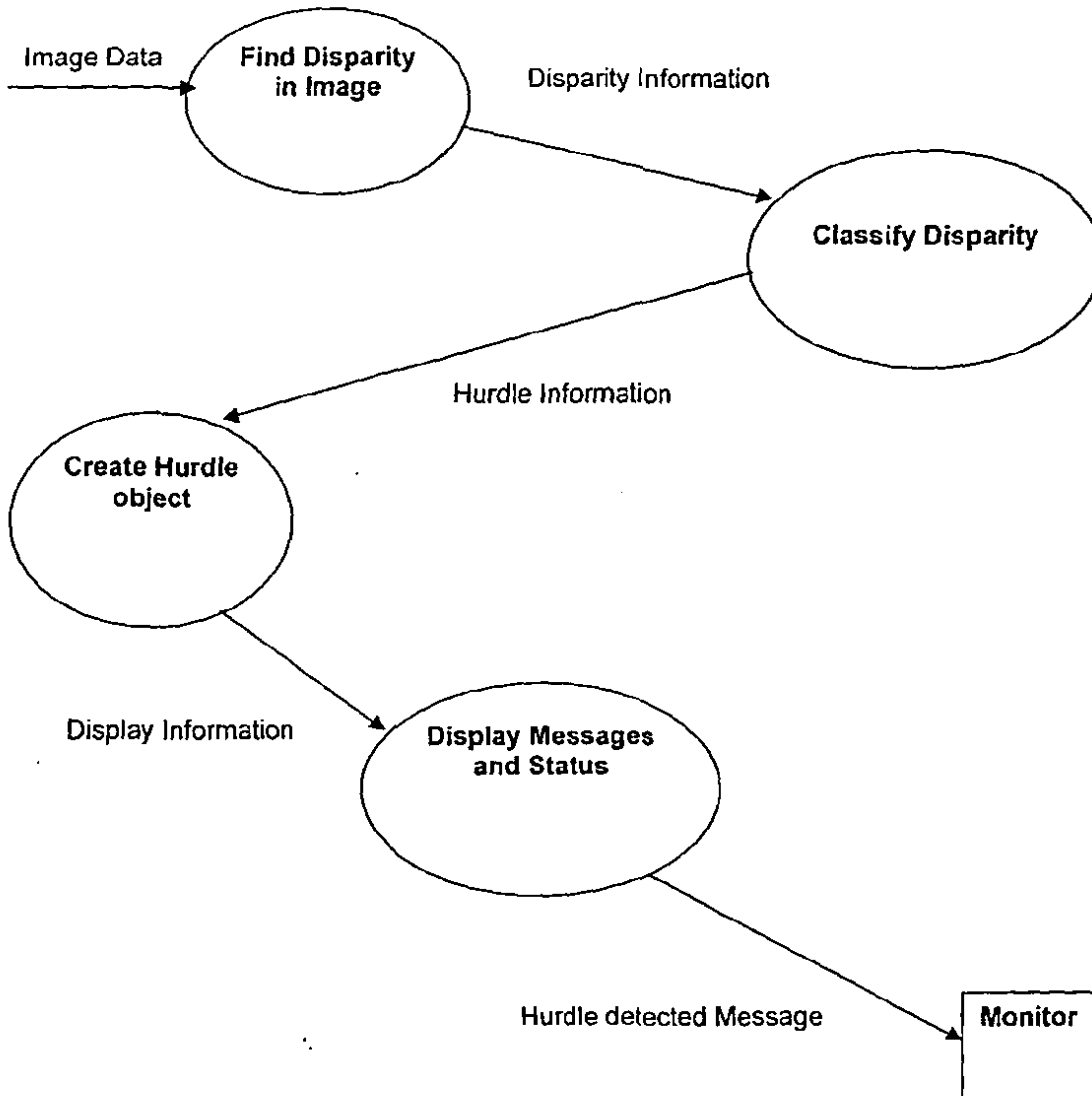 Image Data
Find Disparity
in Image
Disparity Information
Classify Disparity
Hurdle Information
Create Hurdle
object
Display Information
Display Messages
and Status
Hurdle detected Message
Monitor